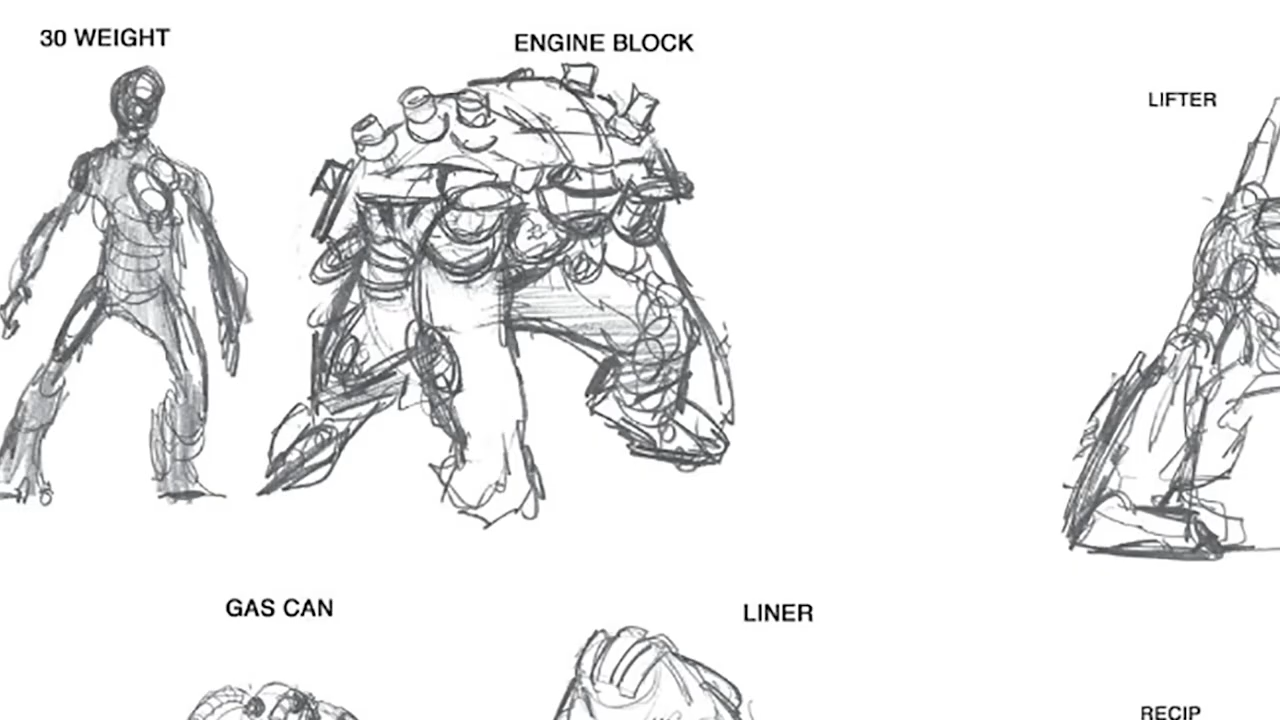 30 WEIGHT
ENGINE BLOCK
LIFTER
GAS CAN
LINER
RECIP